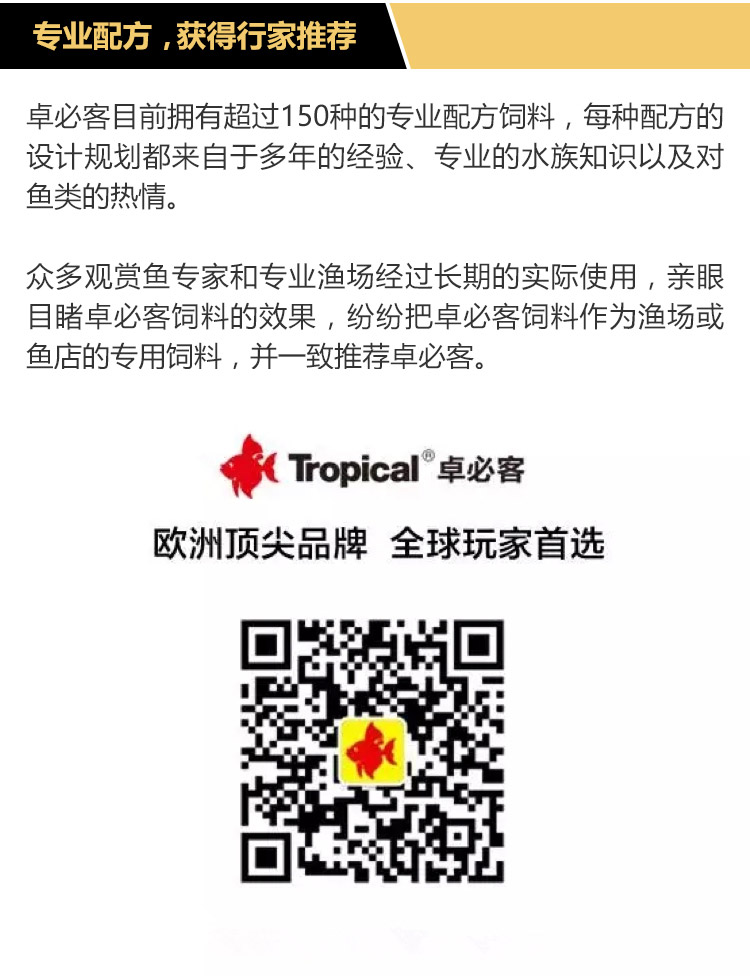 专业配方，获得行家推荐
卓必客目前拥有超过150种的专业配方饲料，每种配方的
设计规划都来自于多年的经验、专业的水族知识以及对
鱼类的热情。
众多观赏鱼专家和专业渔场经过长期的实际使用，亲眼
目睹卓必客饲料的效果，纷纷把卓必客饲料作为渔场或
鱼店的专用饲料，并一致推荐卓必客。
Tropical®卓必客
欧洲顶尖品牌 全球玩家首选